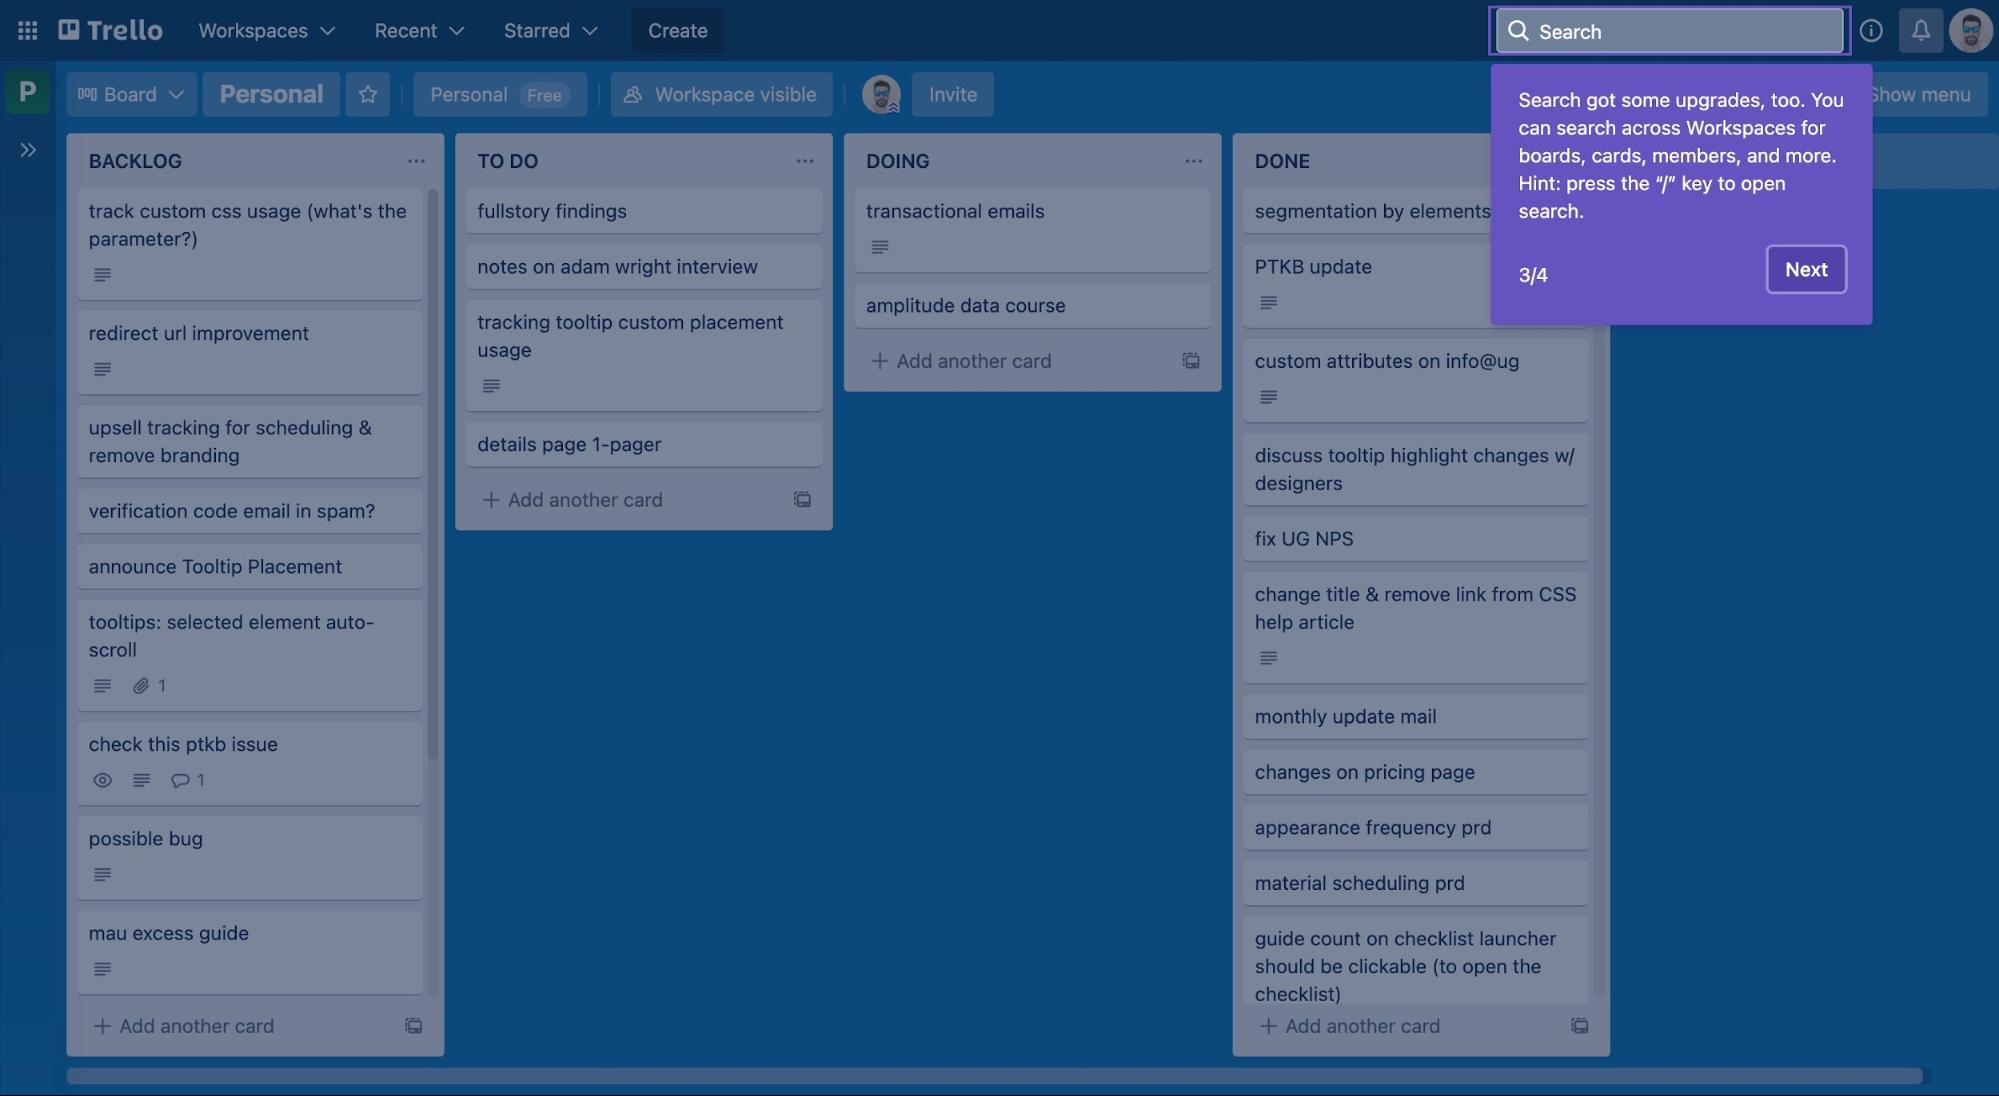 Trello
Workspaces
Recent
Starred
Create
Search
P
Board
Personal
Personal Free
Workspace visible
Invite
Show menu
Search got some upgrades, too. You
can search across Workspaces for
boards, cards, members, and more.
Hint: press the “/” key to open
search.
3/4
Next
BACKLOG
track custom css usage (what's the
parameter?)
redirect url improvement
upsell tracking for scheduling &
remove branding
verification code email in spam?
announce Tooltip Placement
tooltips: selected element auto-
scroll
1
check this ptkb issue
1
possible bug
mau excess guide
+ Add another card
TO DO
fullstory findings
notes on adam wright interview
tracking tooltip custom placement
usage
details page 1-pager
+ Add another card
DOING
transactional emails
amplitude data course
+ Add another card
DONE
segmentation by elements
PTKB update
custom attributes on info@ug
discuss tooltip highlight changes w/
designers
fix UG NPS
change title & remove link from CSS
help article
monthly update mail
changes on pricing page
appearance frequency prd
material scheduling prd
guide count on checklist launcher
should be clickable (to open the
checklist)
+ Add another card